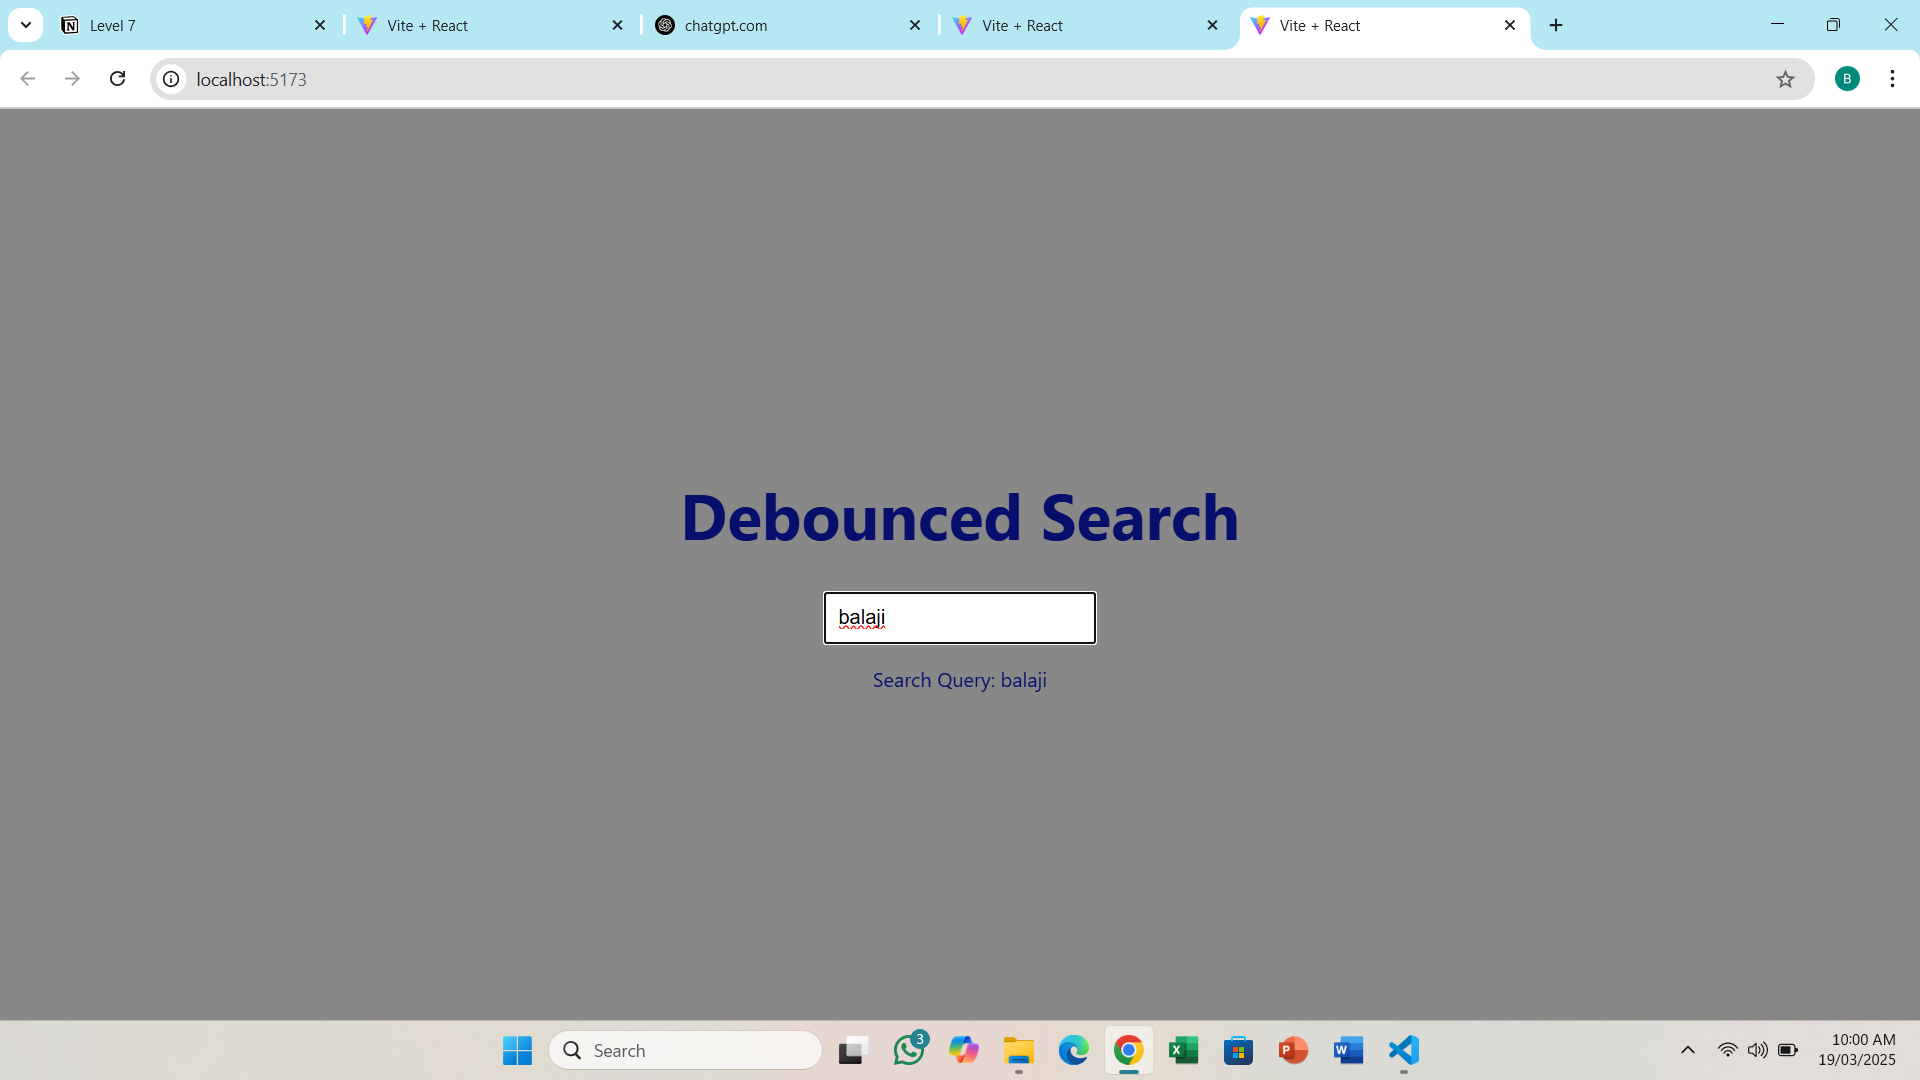 Level 7
Vite + React
chatgpt.com
Vite + React
Vite + React
localhost:5173
B
Debounced Search
balaji
Search Query: balaji
Search
3
10:00 AM
19/03/2025